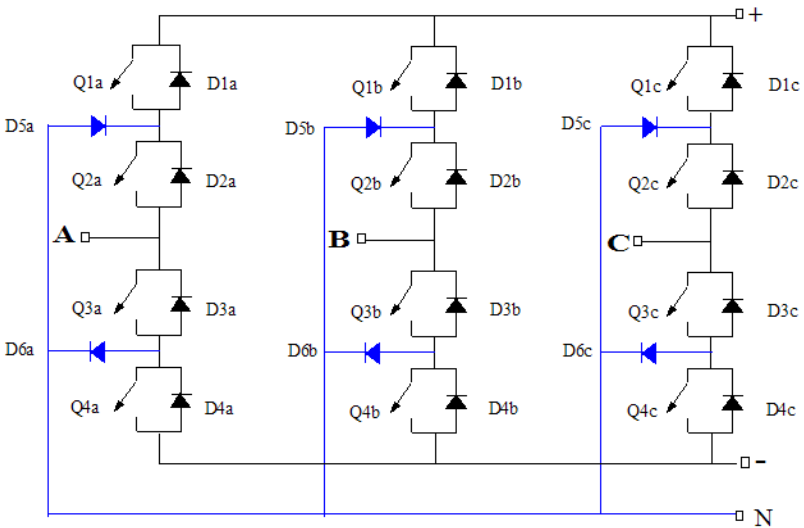 +
Q1a D1a Q1b D1b Q1c D1c
D5a D5b D5c
Q2a D2a Q2b D2b Q2c D2c
A B C
Q3a D3a Q3b D3b Q3c D3c
D6a D6b D6c
Q4a D4a Q4b D4b Q4c D4c
-
N